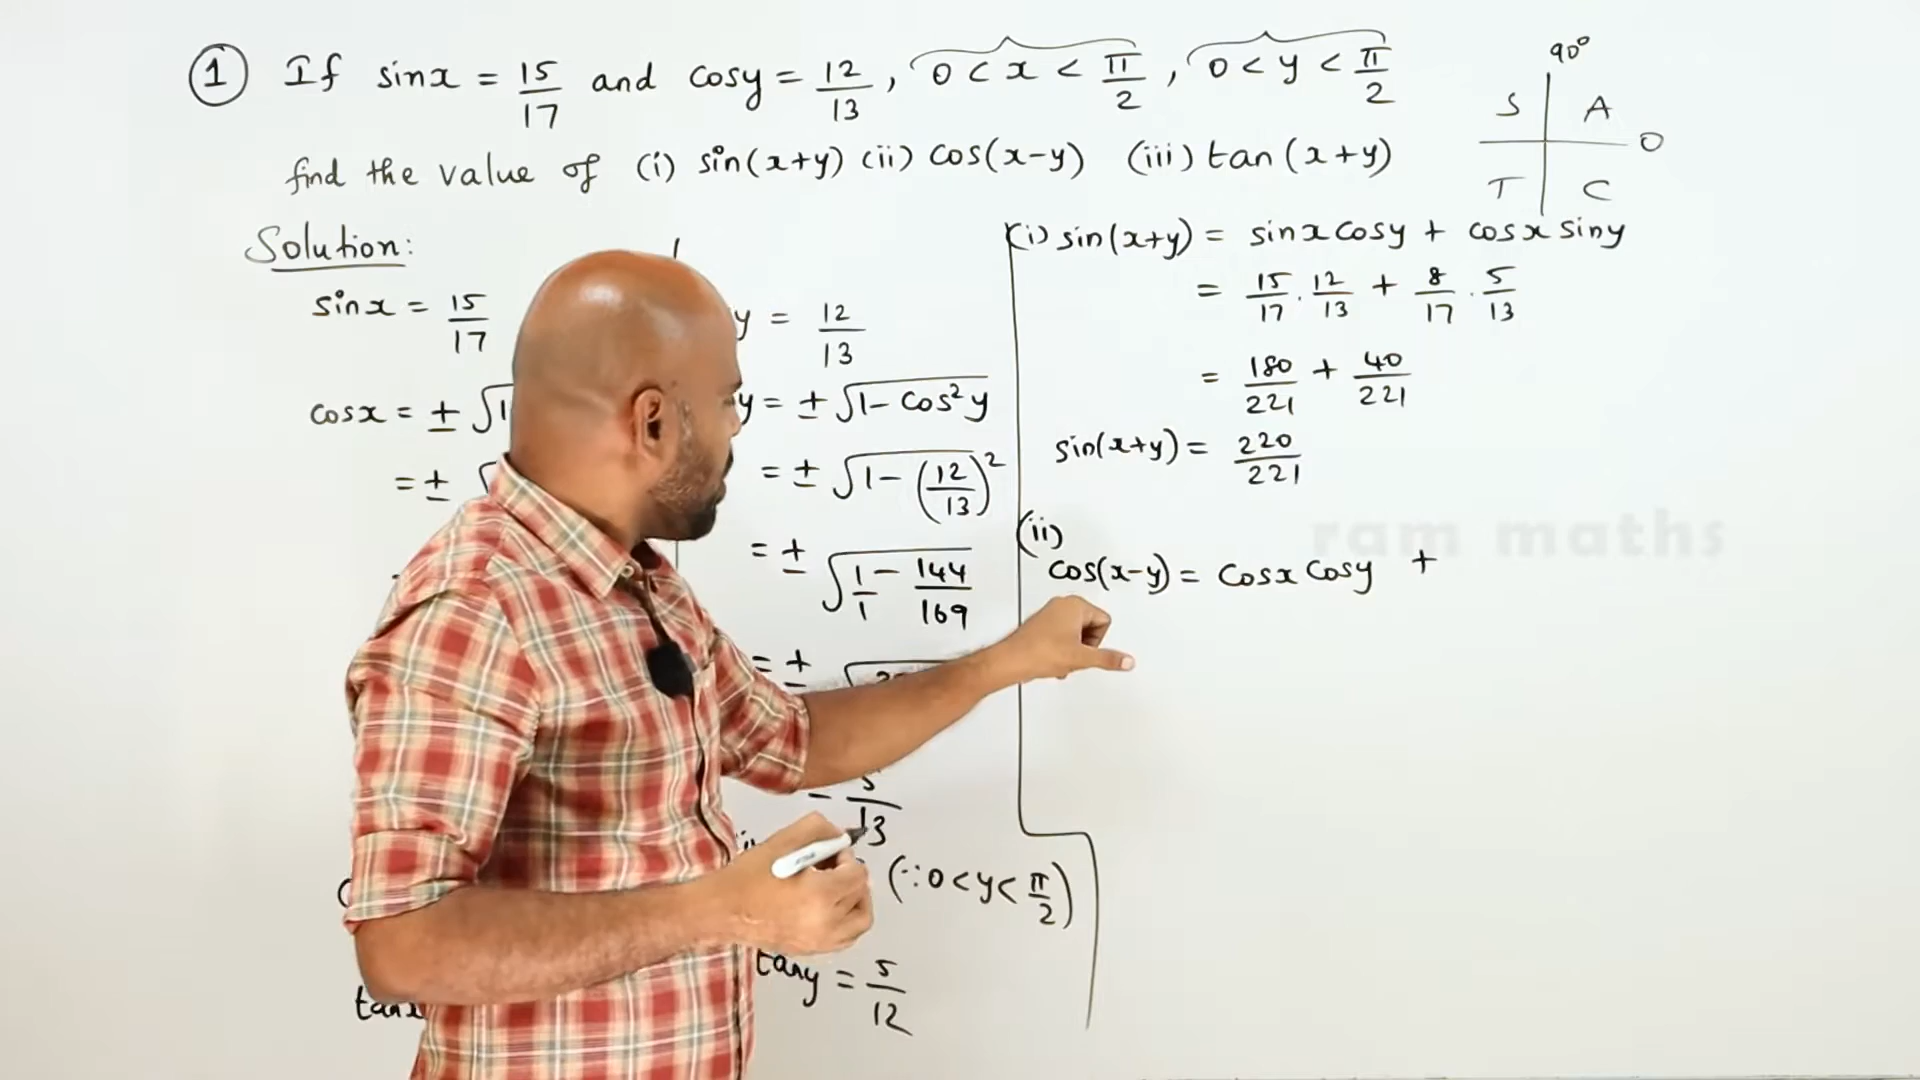 ① If sinx = 15/17 and cosy = 12/13, 0 < x < π/2, 0 < y < π/2
find the value of (i) sin(x+y) (ii) cos(x-y) (iii) tan(x+y)
90°
S A
0
T C
Solution:
sinx = 15/17
cosx = ± √1
= ± √
tanx
y = 12/13
y = ± √1 - cos²y
= ± √1 - (12/13)²
= ± √1/1 - 144/169
= ± √
5/13
(∵ 0 < y < π/2)
tany = 5/12
(i) sin(x+y) = sinx cosy + cosx siny
= 15/17 . 12/13 + 8/17 . 5/13
= 180/221 + 40/221
sin(x+y) = 220/221
(ii)
cos(x-y) = cosx cosy +
ram maths